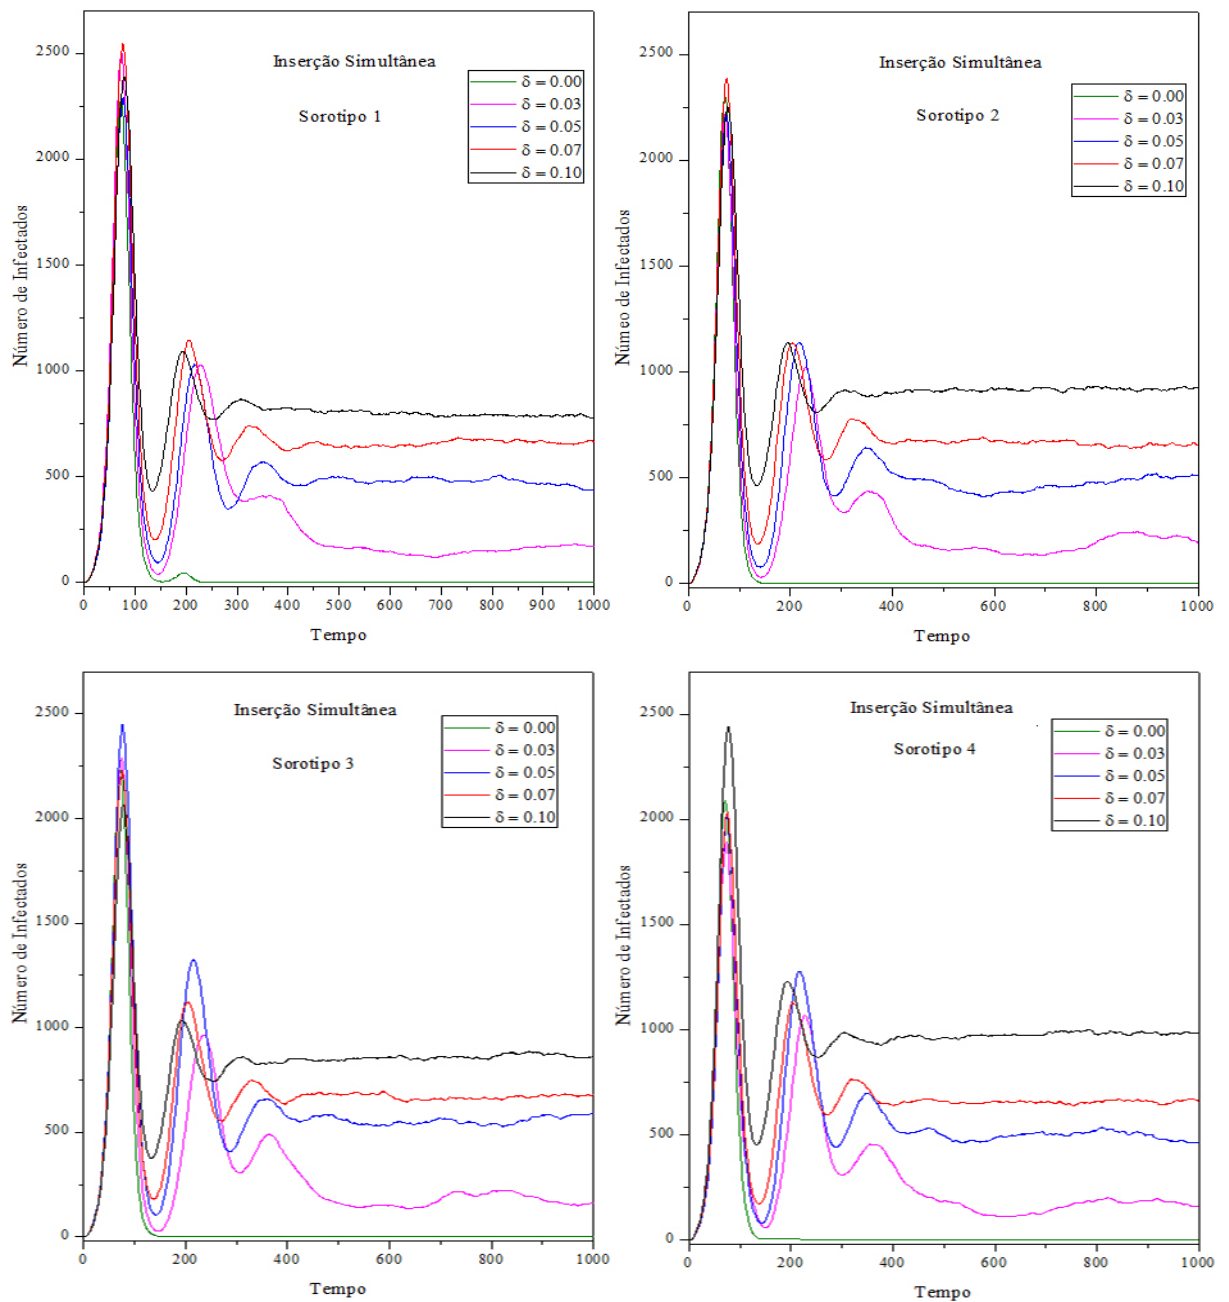 Inserção Simultânea
Sorotipo 1
δ = 0.00
δ = 0.03
δ = 0.05
δ = 0.07
δ = 0.10
Número de Infectados
2500
2000
1500
1000
500
0
0 100 200 300 400 500 600 700 800 900 1000
Tempo
Inserção Simultânea
Sorotipo 2
δ = 0.00
δ = 0.03
δ = 0.05
δ = 0.07
δ = 0.10
Númeo de Infectados
2500
2000
1500
1000
500
0
0 200 400 600 800 1000
Tempo
Inserção Simultânea
Sorotipo 3
δ = 0.00
δ = 0.03
δ = 0.05
δ = 0.07
δ = 0.10
Número de Infectados
2500
2000
1500
1000
500
0
0 200 400 600 800 1000
Tempo
Inserção Simultânea
Sorotipo 4
δ = 0.00
δ = 0.03
δ = 0.05
δ = 0.07
δ = 0.10
Número de Infectados
2500
2000
1500
1000
500
0
0 200 400 600 800 1000
Tempo